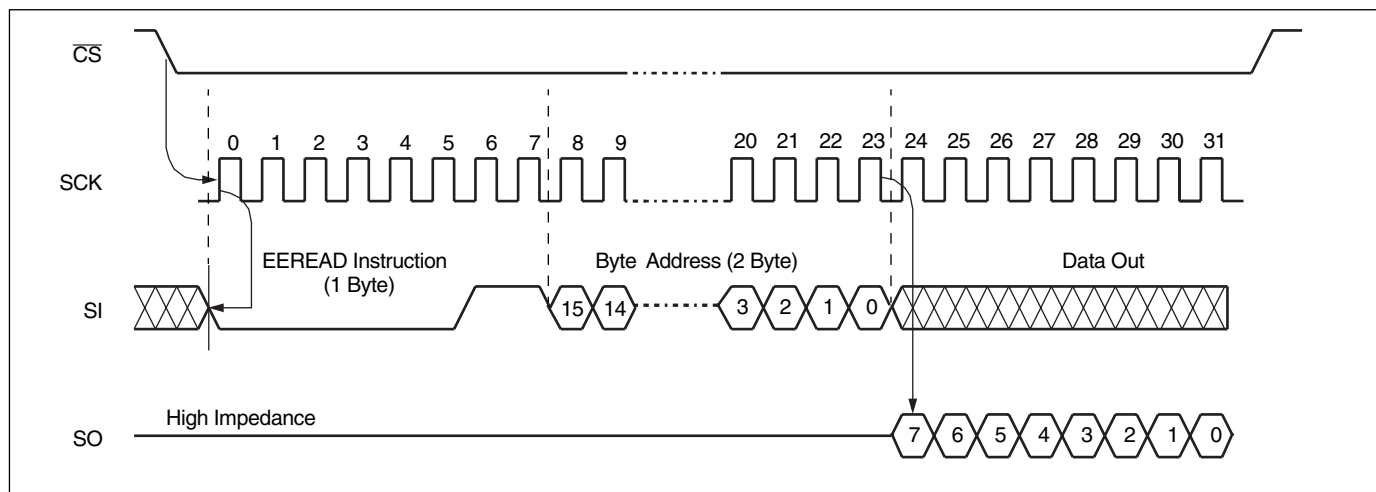 CS
0 1 2 3 4 5 6 7 8 9 20 21 22 23 24 25 26 27 28 29 30 31
SCK
EEREAD Instruction
(1 Byte)
Byte Address (2 Byte)
Data Out
SI
15 14 3 2 1 0
High Impedance
SO
7 6 5 4 3 2 1 0